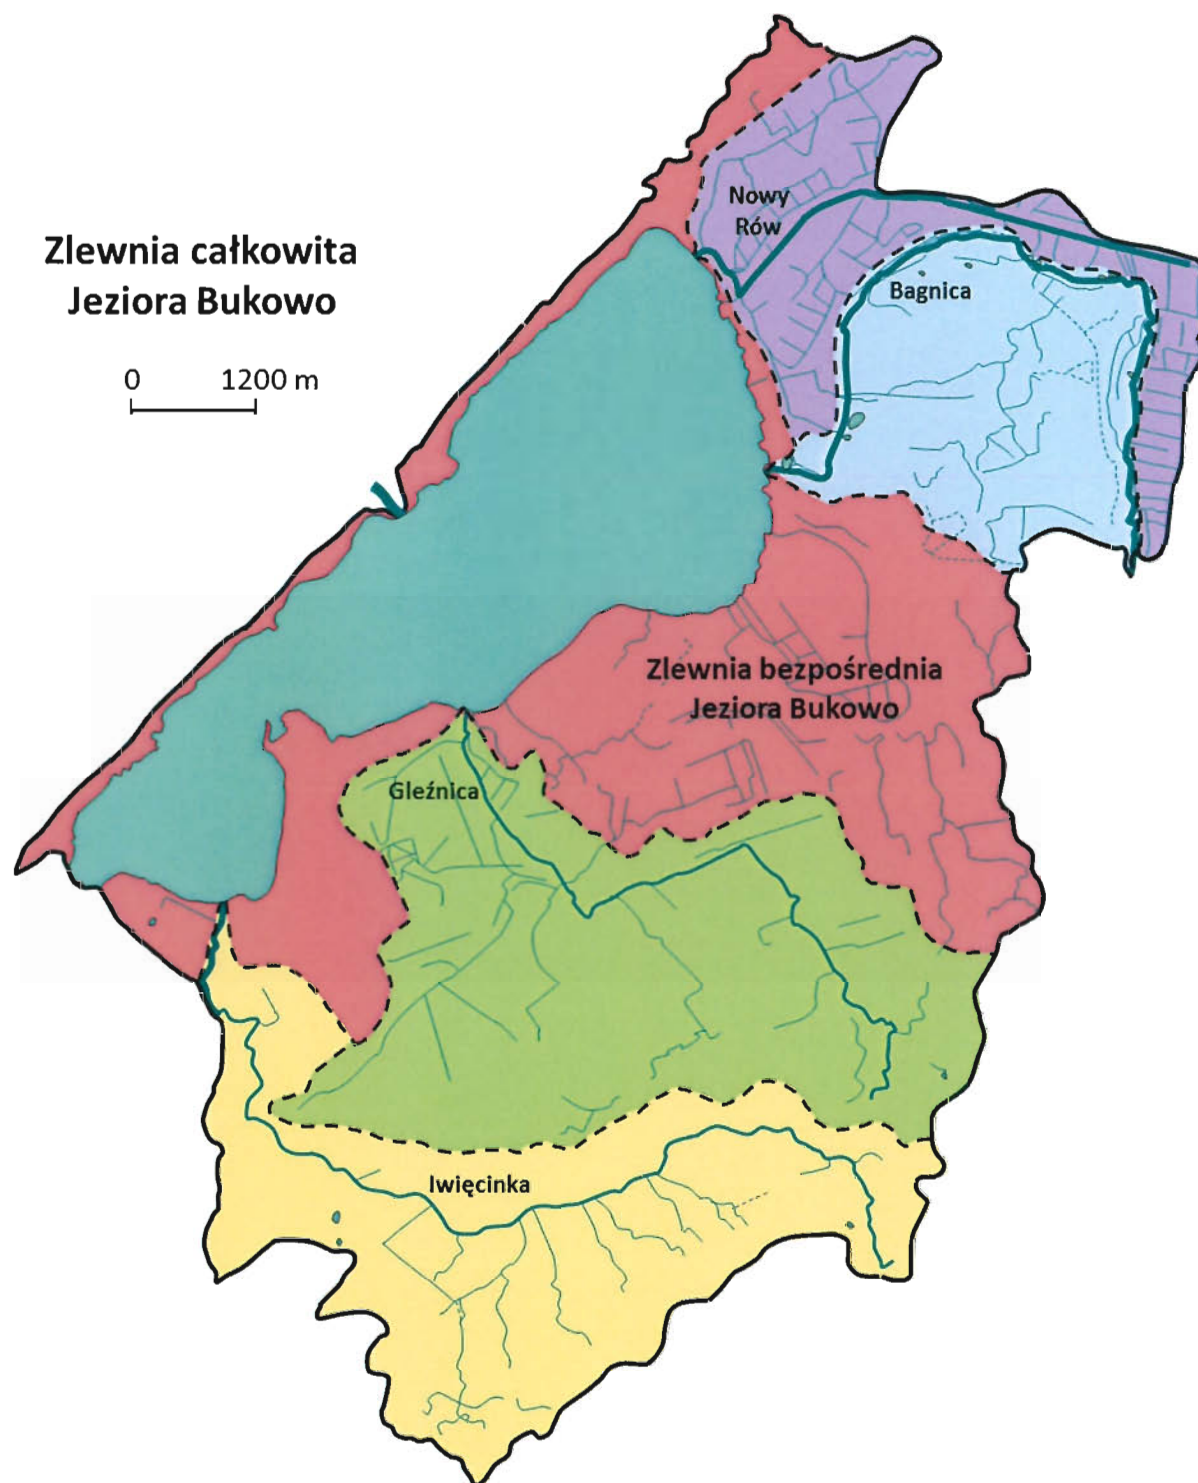 Zlewnia całkowita
Jeziora Bukowo
0 1200 m
Nowy
Rów
Bagnica
Zlewnia bezpośrednia
Jeziora Bukowo
Gleźnica
Iwięcinka